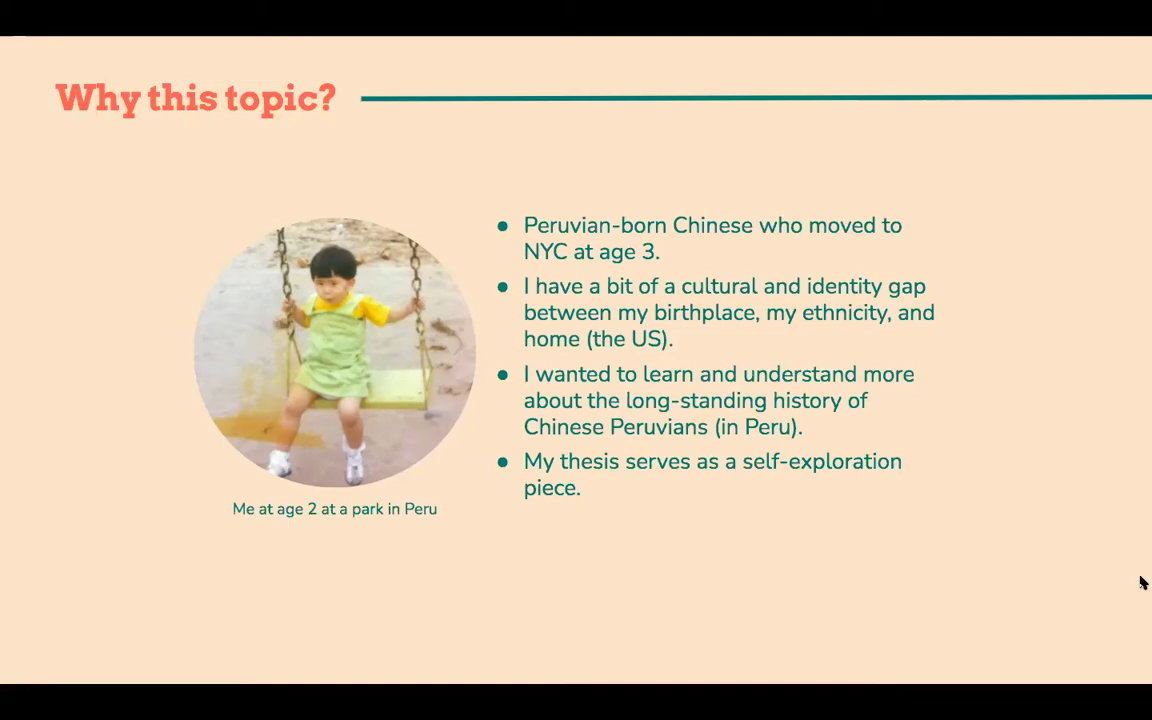 Why this topic?
● Peruvian-born Chinese who moved to
NYC at age 3.
● I have a bit of a cultural and identity gap
between my birthplace, my ethnicity, and
home (the US).
● I wanted to learn and understand more
about the long-standing history of
Chinese Peruvians (in Peru).
● My thesis serves as a self-exploration
piece.
Me at age 2 at a park in Peru